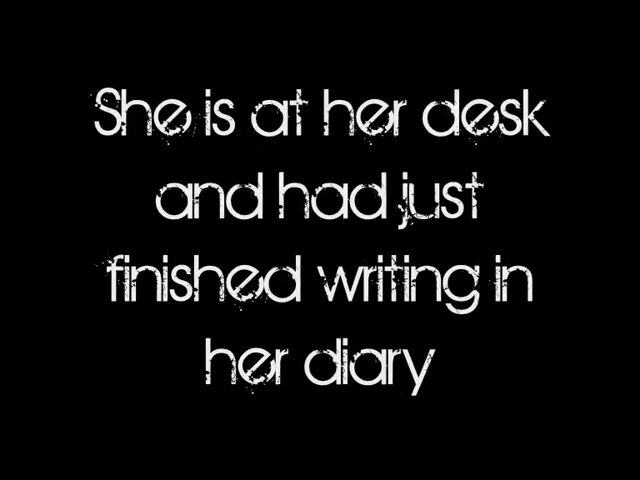 She is at her desk
and had just
finished writing in
her diary